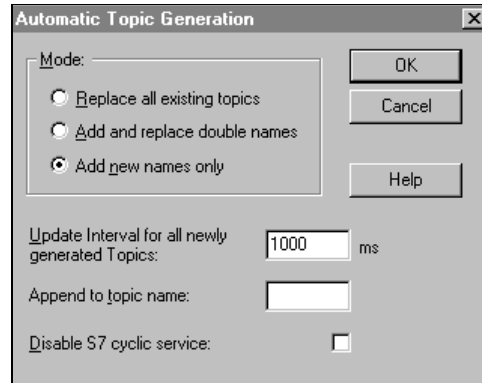 Automatic Topic Generation
Mode:
Replace all existing topics
Add and replace double names
Add new names only
OK
Cancel
Help
Update Interval for all newly
generated Topics:
1000 ms
Append to topic name:
Disable S7 cyclic service: